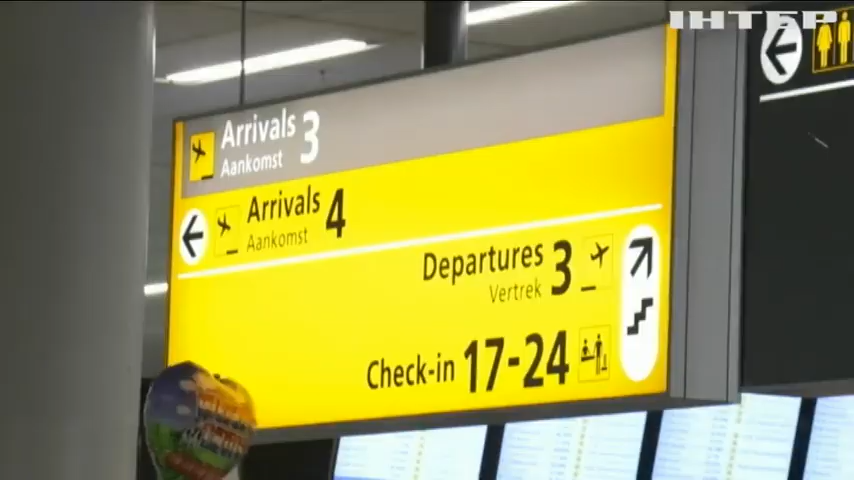 ІНТЕР
Arrivals 3
Aankomst
Arrivals 4
Aankomst
Departures 3
Vertrek
Check-in 17-24